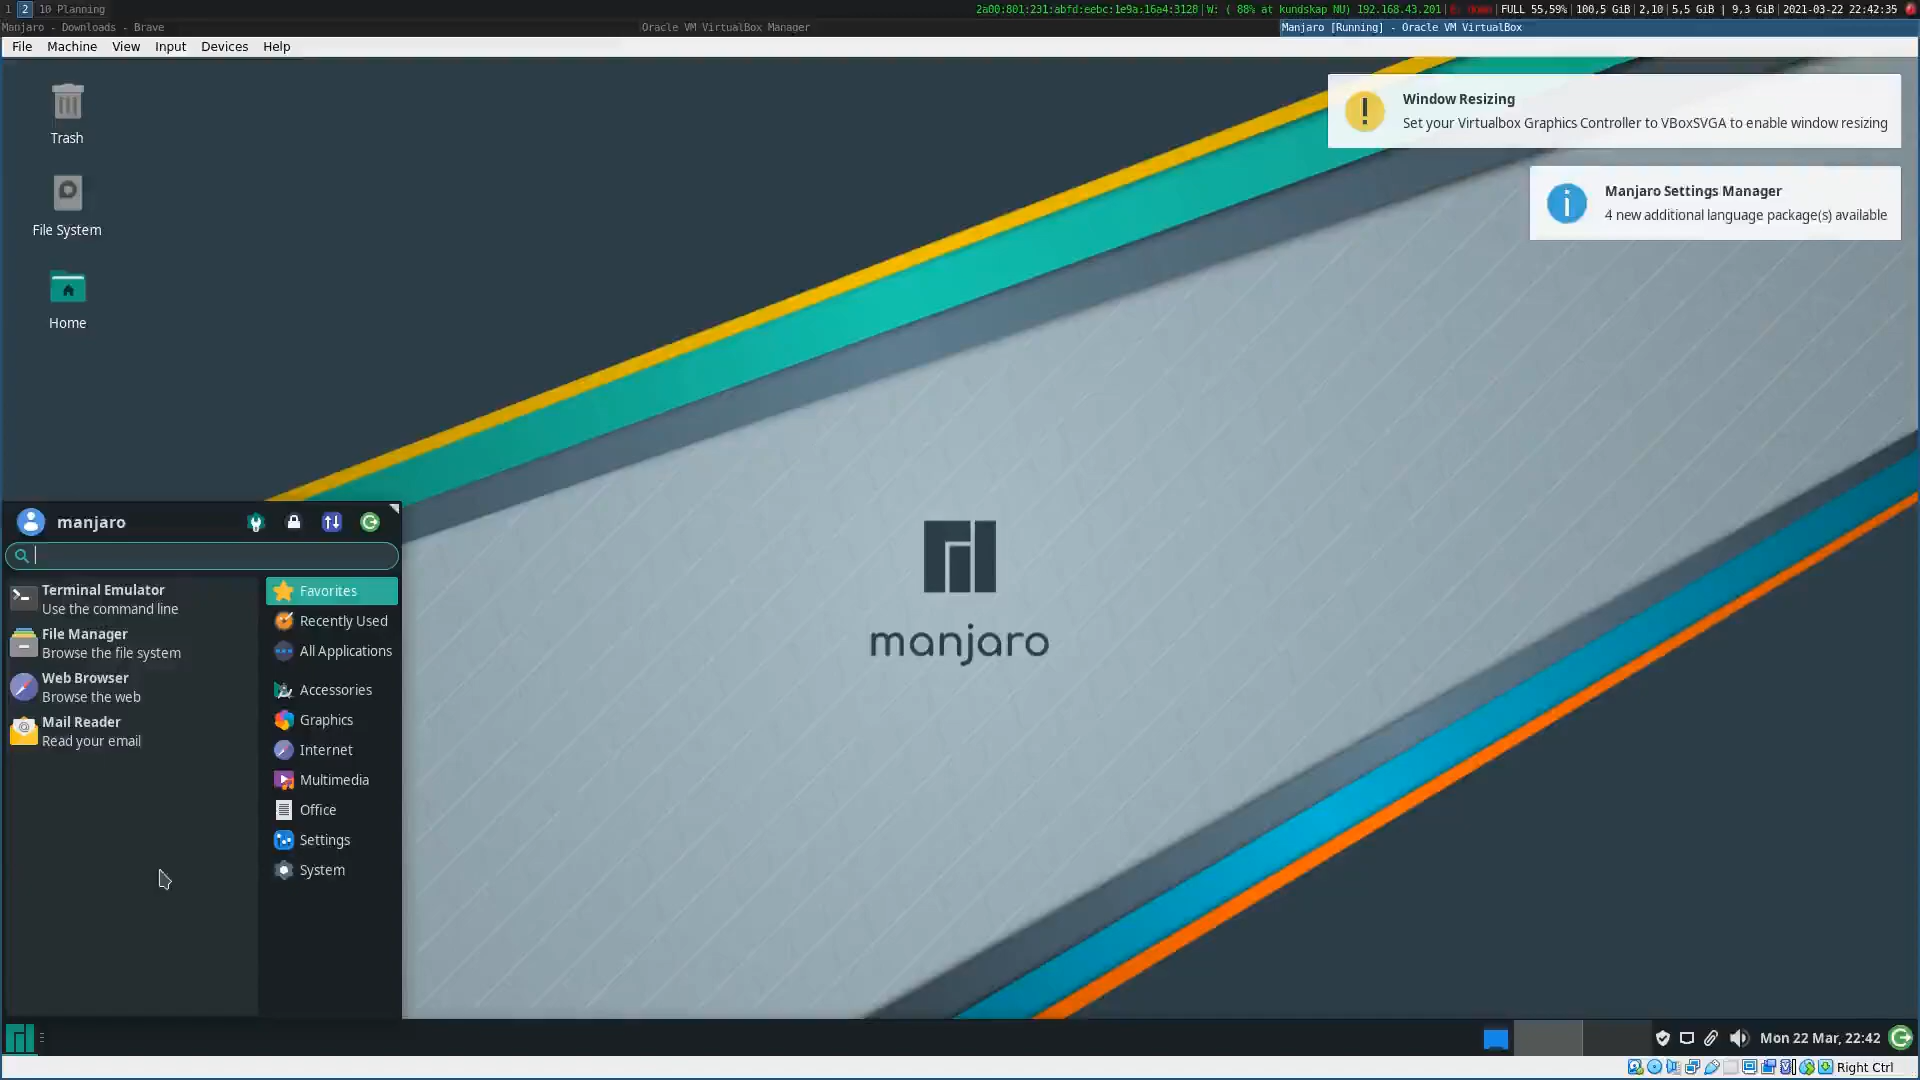 1 2 10 Planning
2a00:801:231:abfd:eebc:1e9a:16a4:3120|W: ( 88% at kundskap NU) 192.168.43.201| |FULL 55,59%|100,5 GiB|2,10|5,5 GiB | 9,3 GiB|2021-03-22 22:42:35
Manjaro - Downloads - Brave
Oracle VM VirtualBox Manager
Manjaro [Running] - Oracle VM VirtualBox
File Machine View Input Devices Help
Trash
File System
Home
Window Resizing
Set your Virtualbox Graphics Controller to VBoxSVGA to enable window resizing
Manjaro Settings Manager
4 new additional language package(s) available
manjaro
Terminal Emulator
Use the command line
File Manager
Browse the file system
Web Browser
Browse the web
Mail Reader
Read your email
Favorites
Recently Used
All Applications
Accessories
Graphics
Internet
Multimedia
Office
Settings
System
manjaro
Mon 22 Mar, 22:42
Right Ctrl